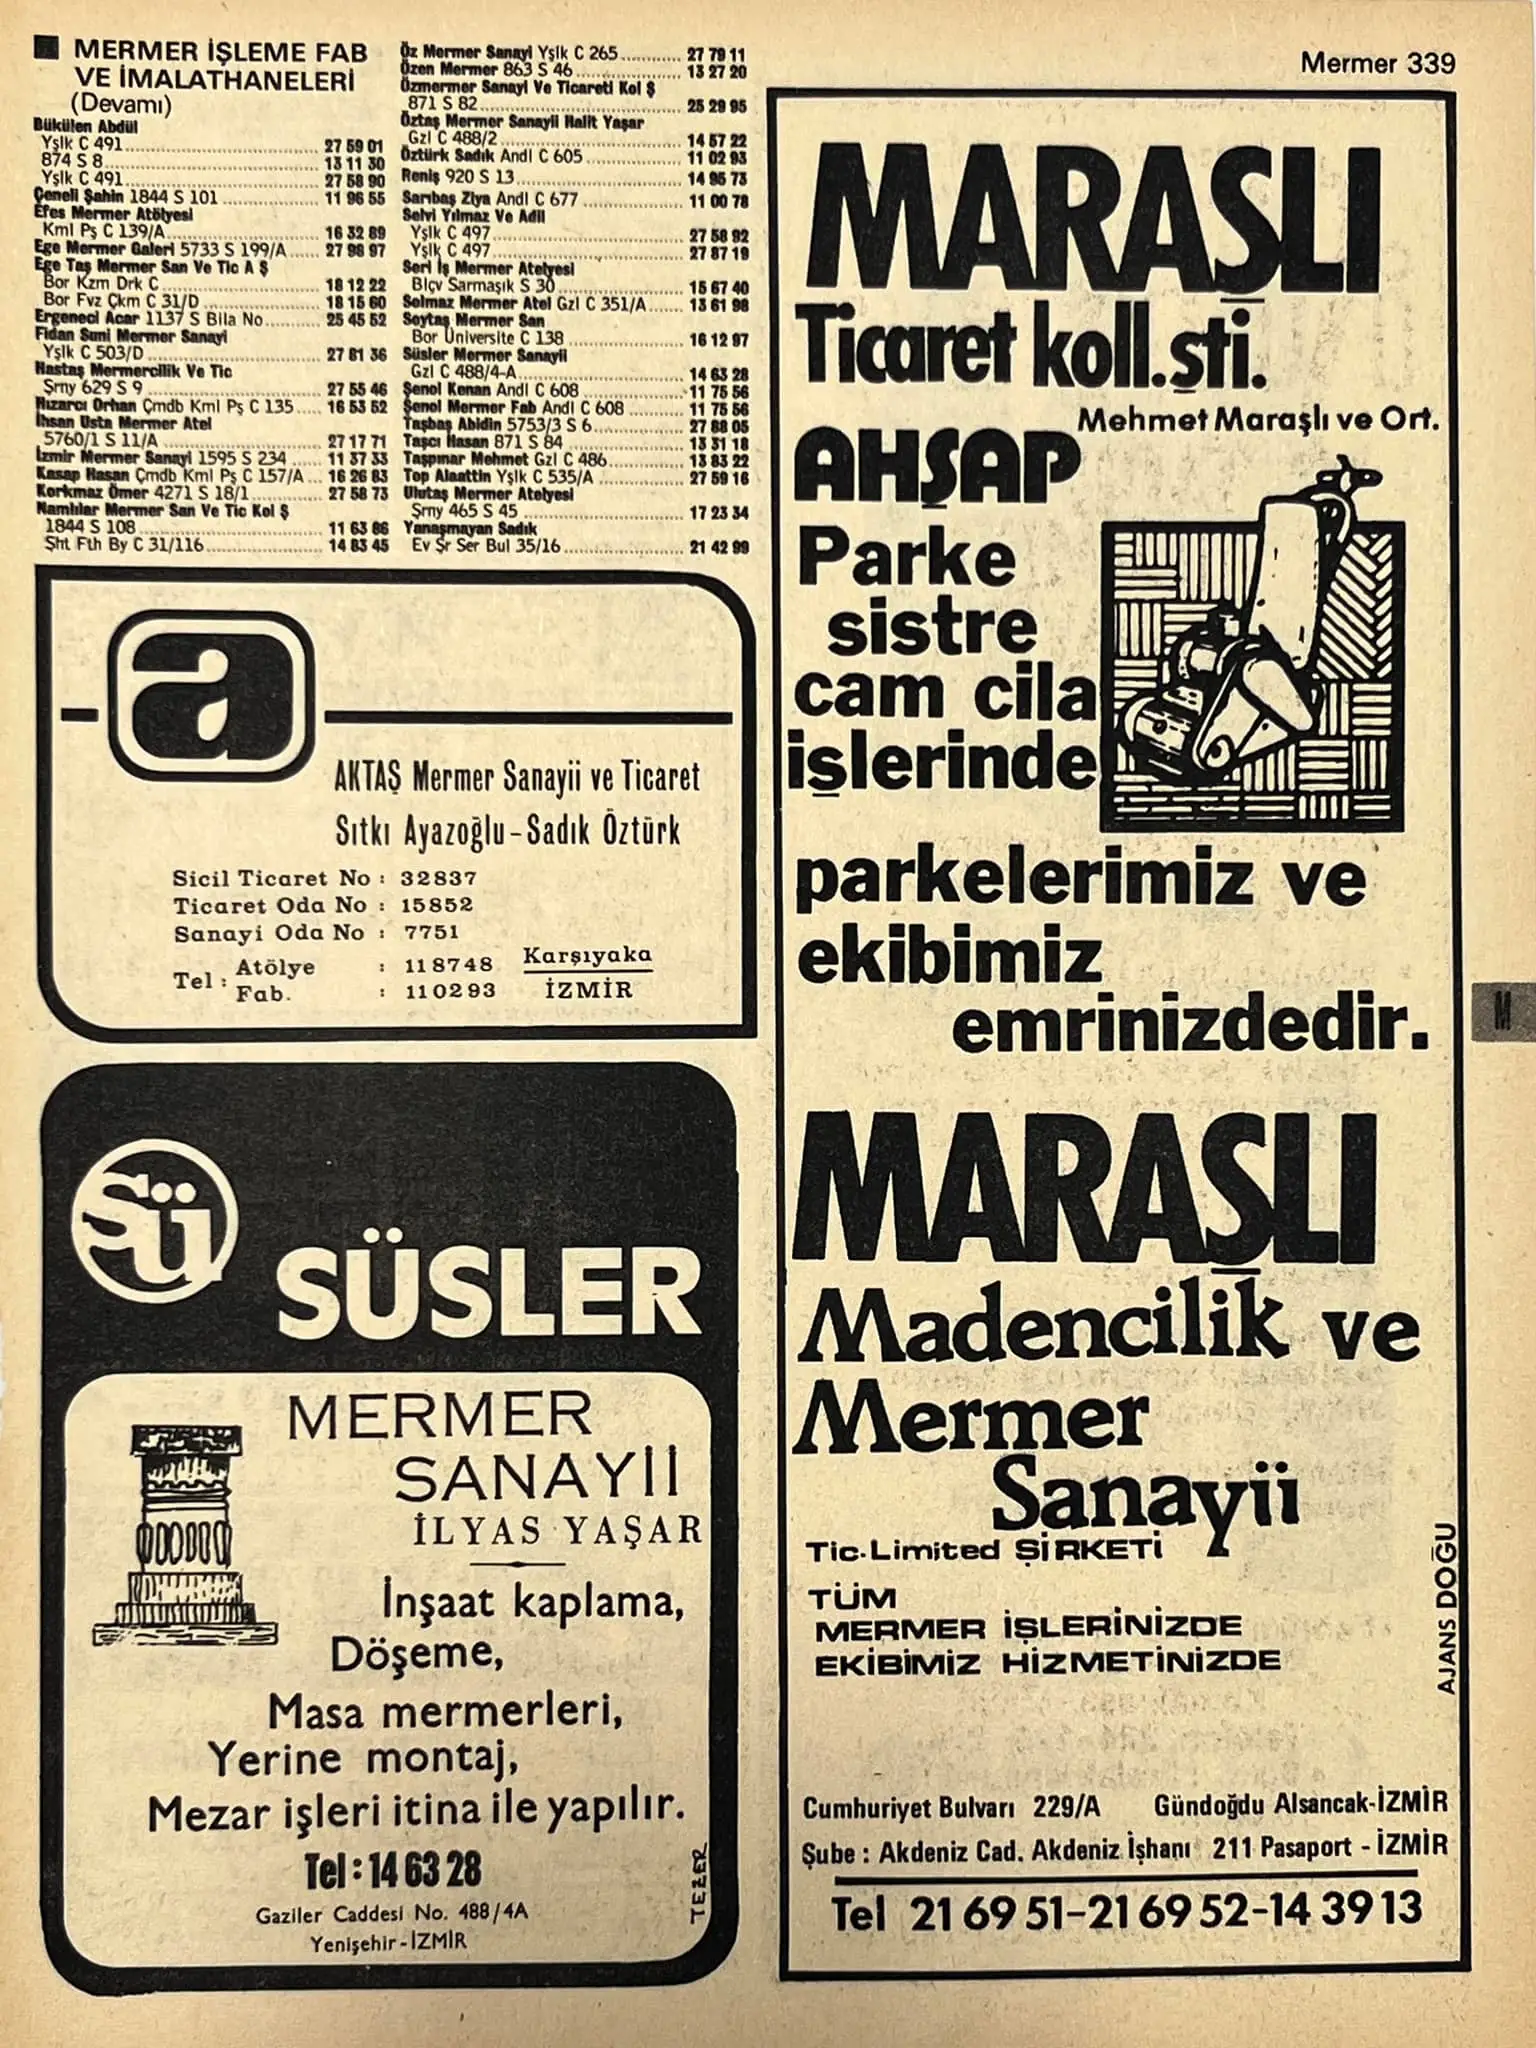 MERMER İŞLEME FAB
VE İMALATHANELERİ
(Devamı)
Bükülen Abdül
Yşlk C 491 27 59 01
874 S 8 13 11 30
Yşlk C 491 27 58 90
Çeneli Şahin 1844 S 101 11 96 55
Efes Mermer Atölyesi
Kml Pş C 139/A 16 32 89
Ege Mermer Galeri 5733 S 199/A 27 98 97
Ege Taş Mermer San Ve Tic A Ş
Bor Kzm Drk C 18 12 22
Bor Fvz Çkm C 31/D 18 15 60
Ergeneci Acar 1137 S Bila No 25 45 52
Fidan Suni Mermer Sanayi
Yşlk C 503/D 27 81 36
Hastaş Mermercilik Ve Tic
Şrny 629 S 9 27 55 46
Hızarcı Orhan Çmdb Kml Pş C 135 16 53 52
İhsan Usta Mermer Atel
5760/1 S 11/A 27 17 71
İzmir Mermer Sanayi 1595 S 234 11 37 33
Kasap Hasan Çmdb Kml Pş C 157/A 16 26 83
Korkmaz Ömer 4271 S 18/1 27 58 73
Namlılar Mermer San Ve Tic Kol Ş
1844 S 108 11 63 86
Şht Fth By C 31/116 14 83 45
Öz Mermer Sanayi Yşlk C 265 27 79 11
Özen Mermer 863 S 46 13 27 20
Özmermer Sanayi Ve Ticareti Kol Ş
871 S 82 25 29 95
Öztaş Mermer Sanayii Halit Yaşar
Gzl C 488/2 14 57 22
Öztürk Sadık Andl C 605 11 02 93
Reniş 920 S 13 14 95 73
Sarıbaş Ziya Andl C 677 11 00 78
Selvi Yılmaz Ve Adil
Yşlk C 497 27 58 92
Yşlk C 497 27 87 19
Seri İş Mermer Atelyesi
Blçv Sarmaşık S 30 15 67 40
Solmaz Mermer Atel Gzl C 351/A 13 61 98
Soytaş Mermer San
Bor Üniversite C 138 16 12 97
Süsler Mermer Sanayii
Gzl C 488/4-A 14 63 28
Şenol Kenan Andl C 608 11 75 56
Şenol Mermer Fab Andl C 608 11 75 56
Taşbaş Abidin 5753/3 S 6 27 88 05
Taşcı Hasan 871 S 84 13 31 18
Taşpınar Mehmet Gzl C 486 13 83 22
Top Alaattin Yşlk C 535/A 27 59 16
Ulutaş Mermer Atelyesi
Şrny 465 S 45 17 23 34
Yanaşmayan Sadık
Ev Şr Ser Bul 35/16 21 42 99
Mermer 339
a
AKTAŞ Mermer Sanayii ve Ticaret
Sıtkı Ayazoğlu-Sadık Öztürk
Sicil Ticaret No : 32837
Ticaret Oda No : 15852
Sanayi Oda No : 7751
Tel : Atölye : 118748
Fab. : 110293
Karşıyaka
İZMİR
sü
SÜSLER
MERMER
SANAYİİ
İLYAS YAŞAR
İnşaat kaplama,
Döşeme,
Masa mermerleri,
Yerine montaj,
Mezar işleri itina ile yapılır.
Tel : 14 63 28
Gaziler Caddesi No. 488/4A
Yenişehir-İZMİR
TEZER
MARAŞLI
Ticaret koll.şti.
Mehmet Maraşlı ve Ort.
AHŞAP
Parke
sistre
cam cila
işlerinde
parkelerimiz ve
ekibimiz
emrinizdedir.
MARAŞLI
Madencilik ve
Mermer
Sanayii
Tic.Limited ŞİRKETİ
TÜM
MERMER İŞLERİNİZDE
EKİBİMİZ HİZMETİNİZDE
AJANS DOĞU
Cumhuriyet Bulvarı 229/A Gündoğdu Alsancak-İZMİR
Şube : Akdeniz Cad. Akdeniz İşhanı 211 Pasaport - İZMİR
Tel 21 69 51-21 69 52-14 39 13
M